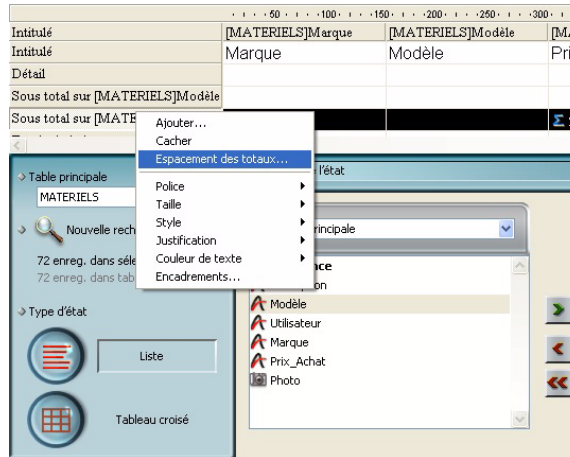 50 100 150 200 250 300
Intitulé [MATERIELS]Marque [MATERIELS]Modèle [M
Intitulé Marque Modèle Pri
Détail
Sous total sur [MATERIELS]Modèle
Sous total sur [MATE Σ
Ajouter...
Cacher
Espacement des totaux...
Police
Taille
Style
Justification
Couleur de texte
Encadrements...
Table principale
MATERIELS
Nouvelle rech
72 enreg. dans séle
72 enreg. dans tab
Type d'état
Liste
Tableau croisé
l'état
rincipale
nce
on
Modèle
Utilisateur
Marque
Prix_Achat
Photo